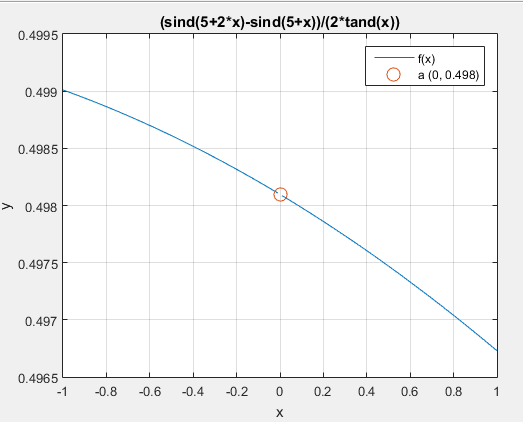 (sind(5+2*x)-sind(5+x))/(2*tand(x))
0.4995
f(x)
a (0, 0.498)
0.499
0.4985
0.498
0.4975
0.497
0.4965
y
-1 -0.8 -0.6 -0.4 -0.2 0 0.2 0.4 0.6 0.8 1
x